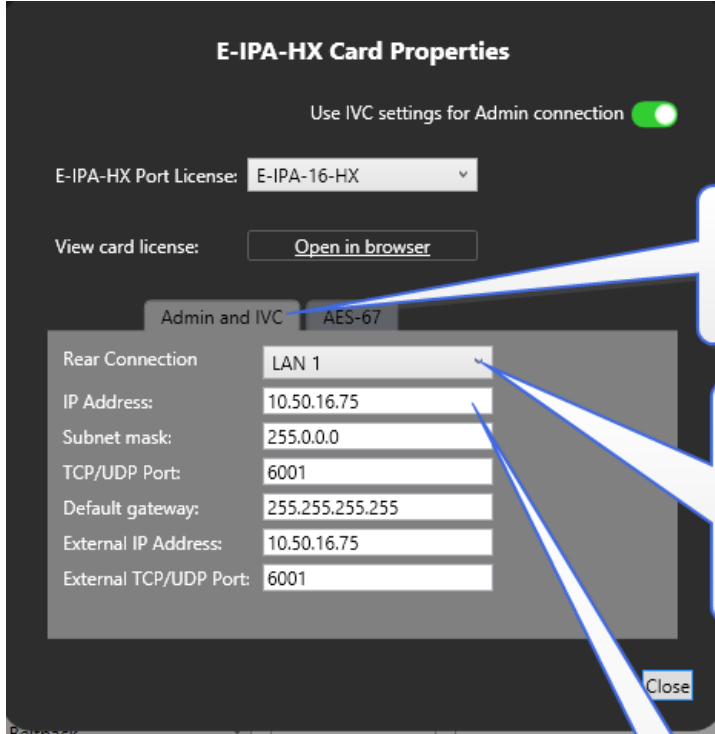 E-IPA-HX Card Properties
Use IVC settings for Admin connection
E-IPA-HX Port License: E-IPA-16-HX
View card license: Open in browser
Admin and IVC AES-67
Rear Connection LAN 1
IP Address: 10.50.16.75
Subnet mask: 255.0.0.0
TCP/UDP Port: 6001
Default gateway: 255.255.255.255
External IP Address: 10.50.16.75
External TCP/UDP Port: 6001
Close